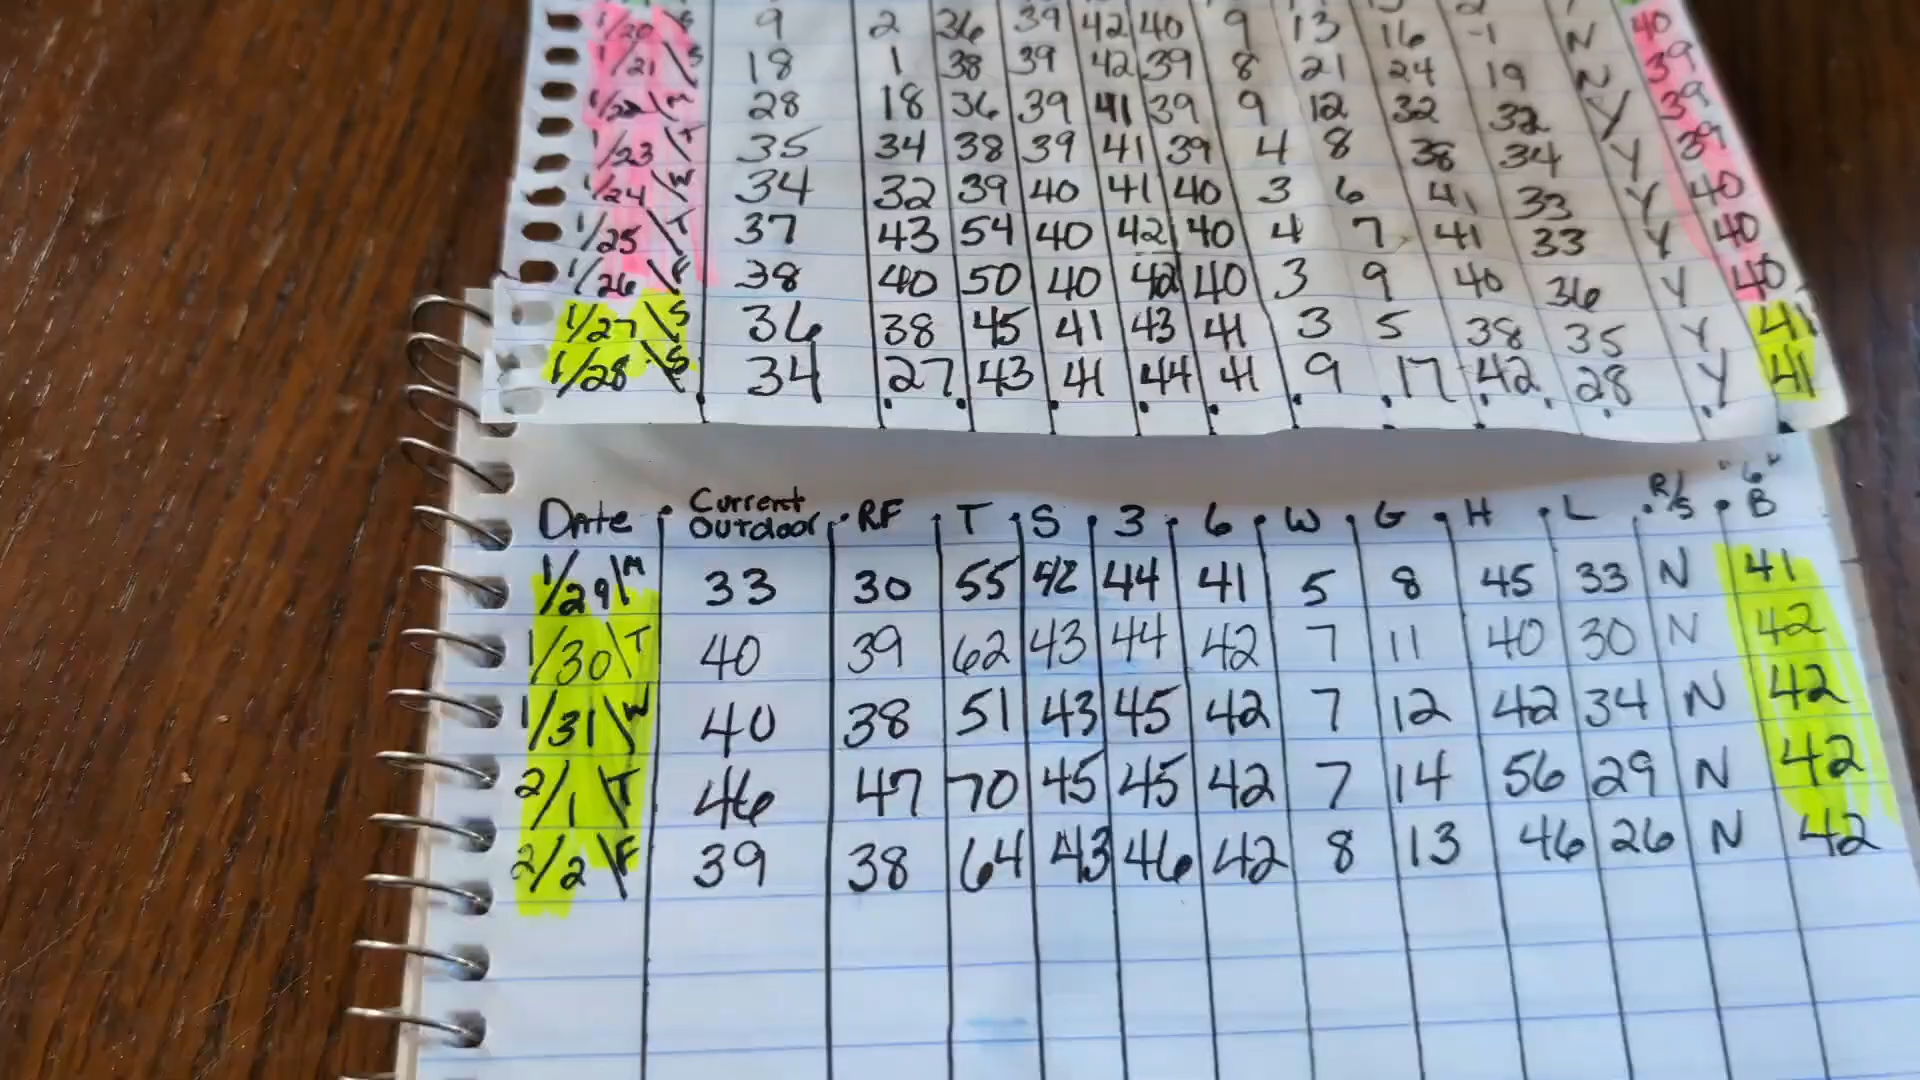 1/20\S 9 2 36 39 42 40 9 13 16 -1 N 40
1/21\S 18 1 38 39 42 39 8 21 24 19 N 39
1/22\M 28 18 36 39 41 39 9 12 32 32 Y 39
1/23\T 35 34 38 39 41 39 4 8 38 34 Y 39
1/24\W 34 32 39 40 41 40 3 6 41 33 Y 40
1/25\T 37 43 54 40 42 40 4 7 41 33 Y 40
1/26\F 38 40 50 40 42 40 3 9 40 36 Y 40
1/27\S 36 38 45 41 43 41 3 5 38 35 Y 41
1/28\S 34 27 43 41 44 41 9 17 42 28 Y 41
Date Current Outdoor RF T S 3 6 W G H L R/S "6" B
1/29\M 33 30 55 42 44 41 5 8 45 33 N 41
1/30\T 40 39 62 43 44 42 7 11 40 30 N 42
1/31\W 40 38 51 43 45 42 7 12 42 34 N 42
2/1\T 46 47 70 45 45 42 7 14 56 29 N 42
2/2\F 39 38 64 43 46 42 8 13 46 26 N 42